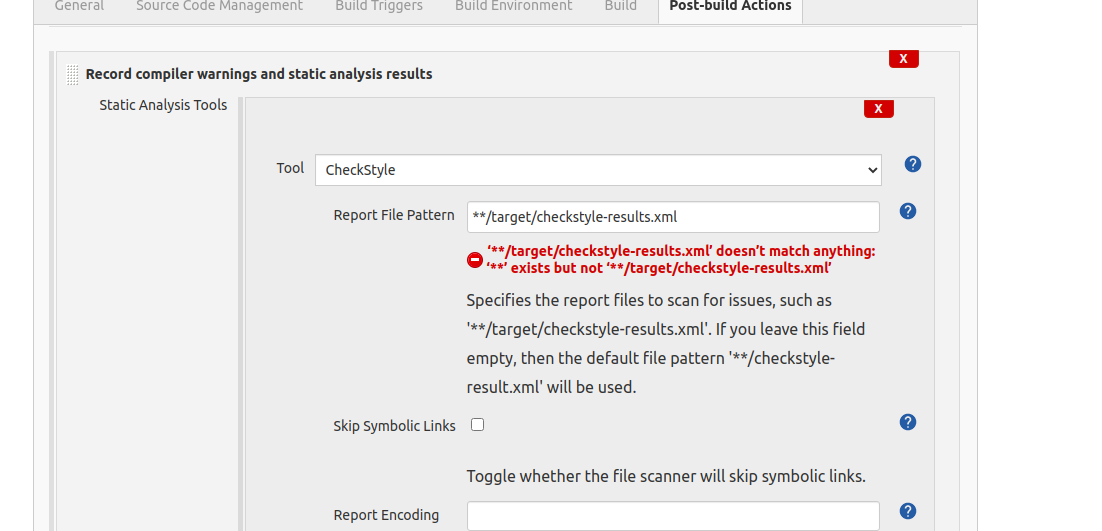 General Source Code Management Build Triggers Build Environment Build Post-build Actions
X
Record compiler warnings and static analysis results
Static Analysis Tools
X
Tool CheckStyle ?
Report File Pattern **/target/checkstyle-results.xml ?
‘**/target/checkstyle-results.xml’ doesn’t match anything:
‘**’ exists but not ‘**/target/checkstyle-results.xml’
Specifies the report files to scan for issues, such as
'**/target/checkstyle-results.xml'. If you leave this field
empty, then the default file pattern '**/checkstyle-
result.xml' will be used.
Skip Symbolic Links ?
Toggle whether the file scanner will skip symbolic links.
Report Encoding ?